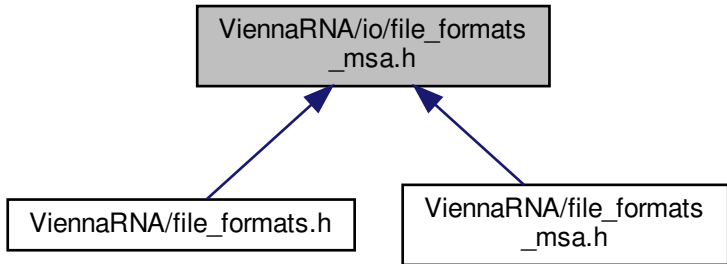 ViennaRNA/io/file_formats
_msa.h
ViennaRNA/file_formats.h
ViennaRNA/file_formats
_msa.h